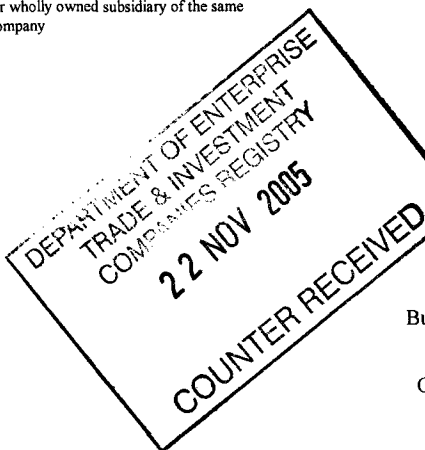 r wholly owned subsidiary of the same
ompany
DEPARTMENT OF ENTERPRISE
TRADE & INVESTMENT
COMPANIES REGISTRY
22 NOV 2005
COUNTER RECEIVED
Bu
C